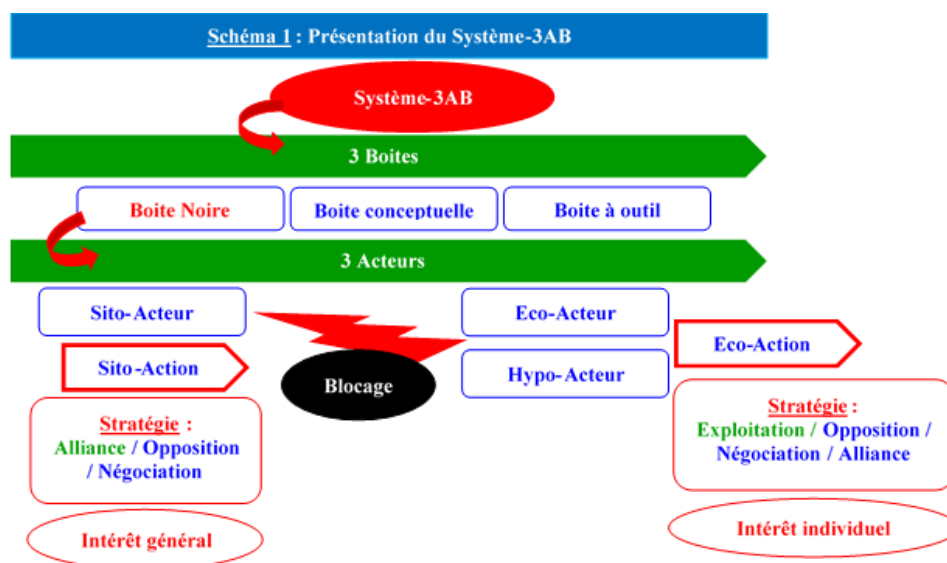 Schéma 1 : Présentation du Système-3AB
Système-3AB
3 Boites
Boite Noire
Boite conceptuelle
Boite à outil
3 Acteurs
Sito-Acteur
Eco-Acteur
Sito-Action
Eco-Action
Blocage
Hypo-Acteur
Stratégie :
Alliance / Opposition
/ Négociation
Stratégie :
Exploitation / Opposition /
Négociation / Alliance
Intérêt général
Intérêt individuel